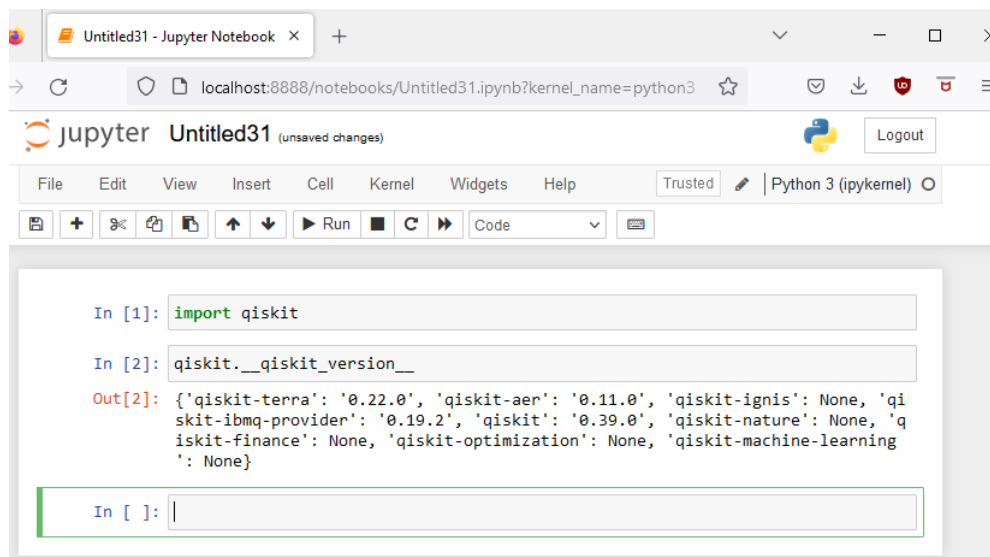 Untitled31 - Jupyter Notebook
localhost:8888/notebooks/Untitled31.ipynb?kernel_name=python3
jupyter Untitled31 (unsaved changes) Logout
File Edit View Insert Cell Kernel Widgets Help Trusted Python 3 (ipykernel)
Run Code
In [1]: import qiskit
In [2]: qiskit.__qiskit_version__
Out[2]: {'qiskit-terra': '0.22.0', 'qiskit-aer': '0.11.0', 'qiskit-ignis': None, 'qi
skit-ibmq-provider': '0.19.2', 'qiskit': '0.39.0', 'qiskit-nature': None, 'q
iskit-finance': None, 'qiskit-optimization': None, 'qiskit-machine-learning
': None}
In [ ]: